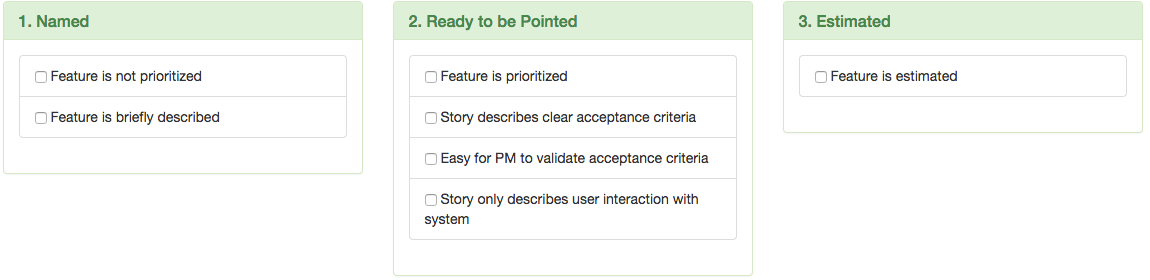 1. Named
Feature is not prioritized
Feature is briefly described
2. Ready to be Pointed
Feature is prioritized
Story describes clear acceptance criteria
Easy for PM to validate acceptance criteria
Story only describes user interaction with
system
3. Estimated
Feature is estimated